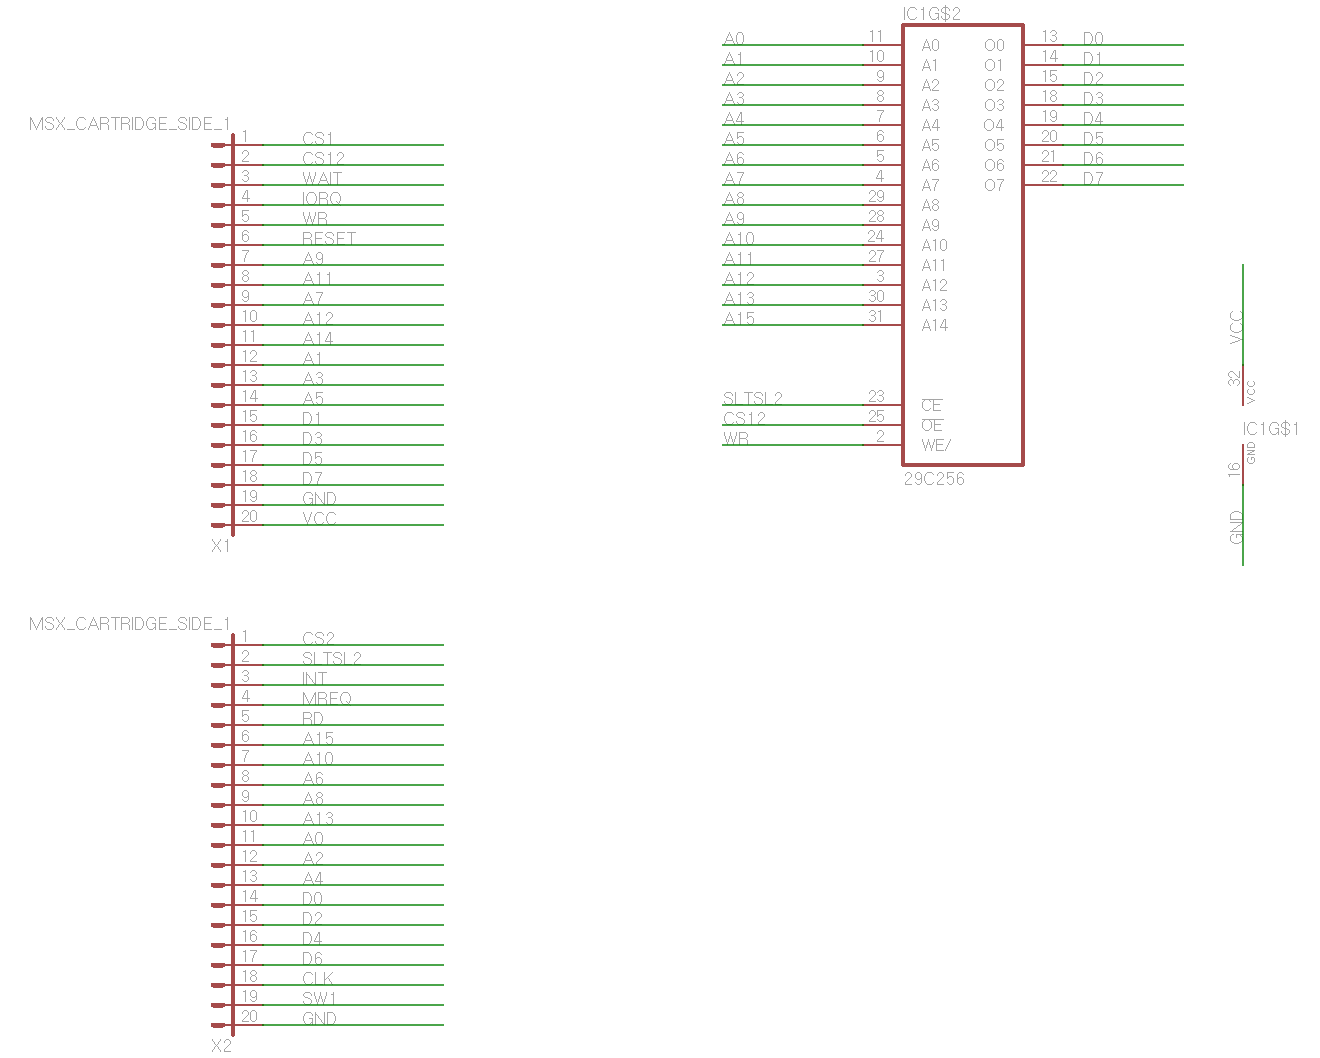 MSX_CARTRIDGE_SIDE_1
1 CS1
2 CS12
3 WAIT
4 IORQ
5 WR
6 RESET
7 A9
8 A11
9 A7
10 A12
11 A14
12 A1
13 A3
14 A5
15 D1
16 D3
17 D5
18 D7
19 GND
20 VCC
X1
MSX_CARTRIDGE_SIDE_1
1 CS2
2 SLTSL2
3 INT
4 MREQ
5 RD
6 A15
7 A10
8 A6
9 A8
10 A13
11 A0
12 A2
13 A4
14 D0
15 D2
16 D4
17 D6
18 CLK
19 SW1
20 GND
X2
IC1G$2
A0 11 A0 O0 13 D0
A1 10 A1 O1 14 D1
A2 9 A2 O2 15 D2
A3 8 A3 O3 18 D3
A4 7 A4 O4 19 D4
A5 6 A5 O5 20 D5
A6 5 A6 O6 21 D6
A7 4 A7 O7 22 D7
A8 29 A8
A9 28 A9
A10 24 A10
A11 27 A11
A12 3 A12
A13 30 A13
A15 31 A14
SLTSL2 23 CE
CS12 25 OE
WR 2 WE/
29C256
VCC
32 VCC
IC1G$1
16 GND
GND